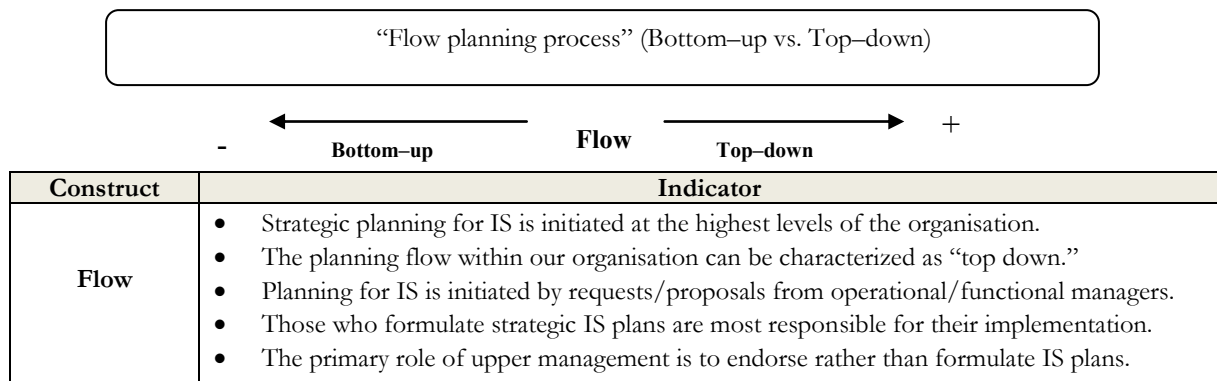 “Flow planning process” (Bottom–up vs. Top–down)
- Bottom–up Flow Top–down +
Construct Indicator
Flow
• Strategic planning for IS is initiated at the highest levels of the organisation.
• The planning flow within our organisation can be characterized as “top down.”
• Planning for IS is initiated by requests/proposals from operational/functional managers.
• Those who formulate strategic IS plans are most responsible for their implementation.
• The primary role of upper management is to endorse rather than formulate IS plans.